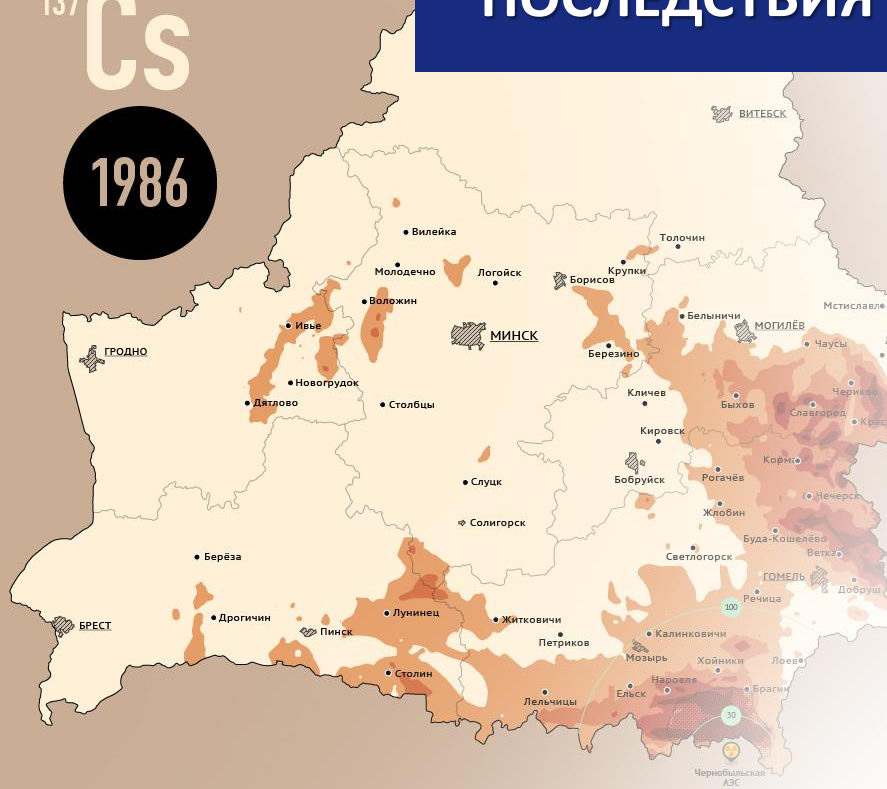 ПОСЛЕДСТВИЯ
137
Cs
1986
ВИТЕБСК
Вилейка
Толочин
Молодечно
Логойск
Борисов
Крупки
Воложин
Мстиславль
Ивье
Белыничи
МОГИЛЁВ
МИНСК
Чаусы
ГРОДНО
Березино
Новогрудок
Дятлово
Столбцы
Кличев
Чериков
Быхов
Славгород
Крас
Кировск
Корма
Слуцк
Бобруйск
Рогачёв
Чечерск
Солигорск
Жлобин
Буда-Кошелёво
Берёза
Светлогорск
Ветка
ГОМЕЛЬ
Добруш
Речица
100
Лунинец
Дрогичин
Житковичи
БРЕСТ
Пинск
Калинковичи
Петриков
Мозырь
Хойники
Лоев
Столин
Наровля
Ельск
Брагин
Лельчицы
30
Чернобыльская
АЭС